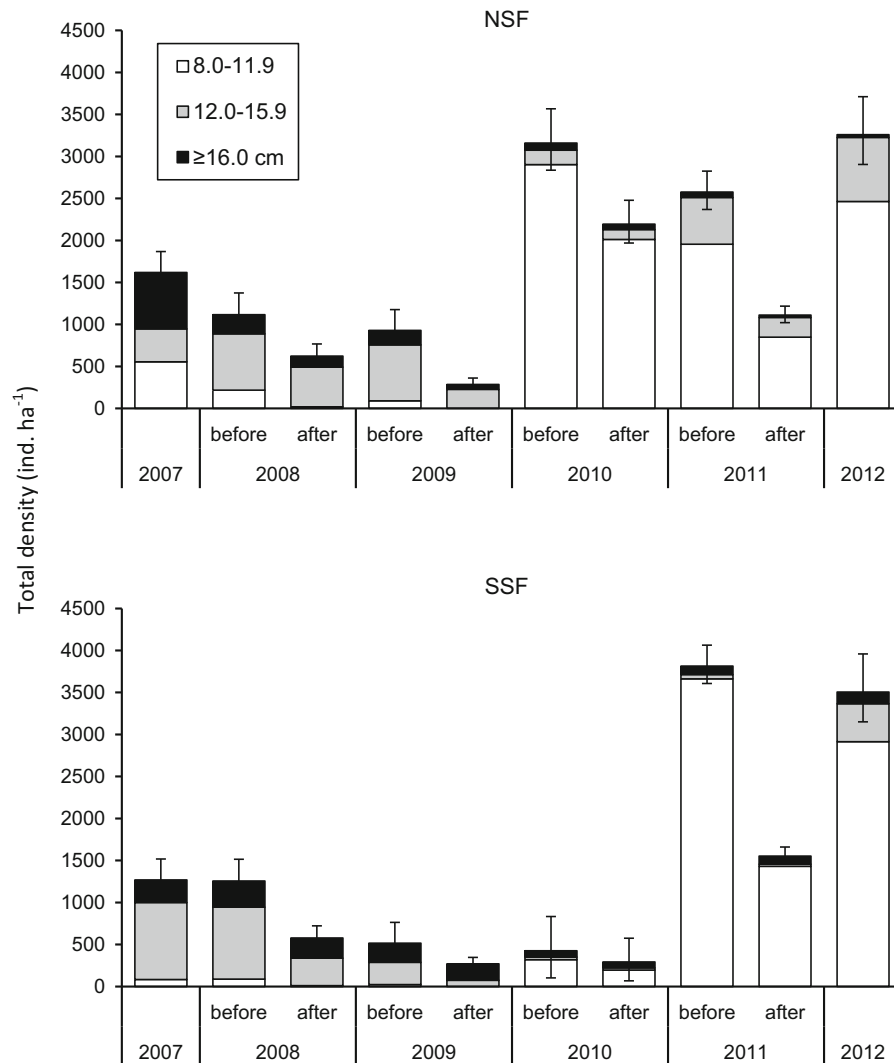 NSF
4500
4000
3500
3000
2500
2000
1500
1000
500
0
8.0-11.9
12.0-15.9
≥16.0 cm
before after before after before after before after
2007 2008 2009 2010 2011 2012
Total density (ind. ha⁻¹)
SSF
4500
4000
3500
3000
2500
2000
1500
1000
500
0
before after before after before after before after
2007 2008 2009 2010 2011 2012